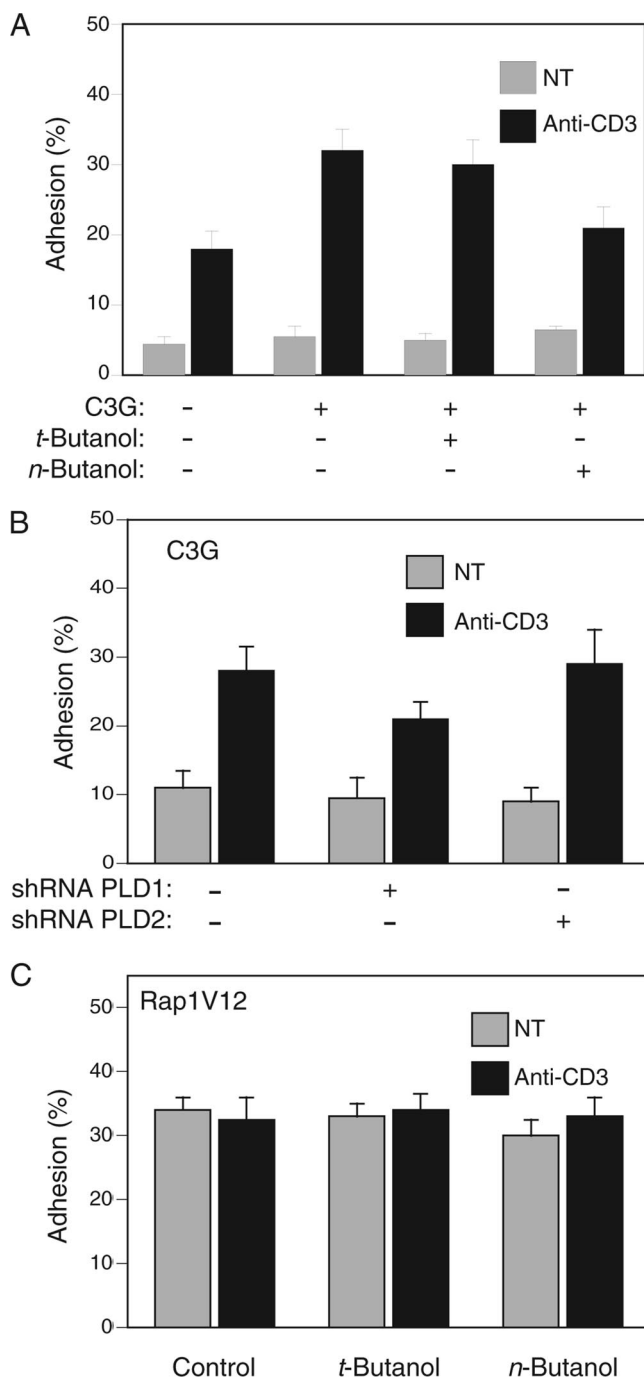 A
50
40
30
20
10
0
Adhesion (%)
NT
Anti-CD3
C3G: - + + +
t-Butanol: - - + -
n-Butanol: - - - +
B
50
40
30
20
10
0
Adhesion (%)
C3G
NT
Anti-CD3
shRNA PLD1: - + -
shRNA PLD2: - - +
C
50
40
30
20
10
0
Adhesion (%)
Rap1V12
NT
Anti-CD3
Control t-Butanol n-Butanol